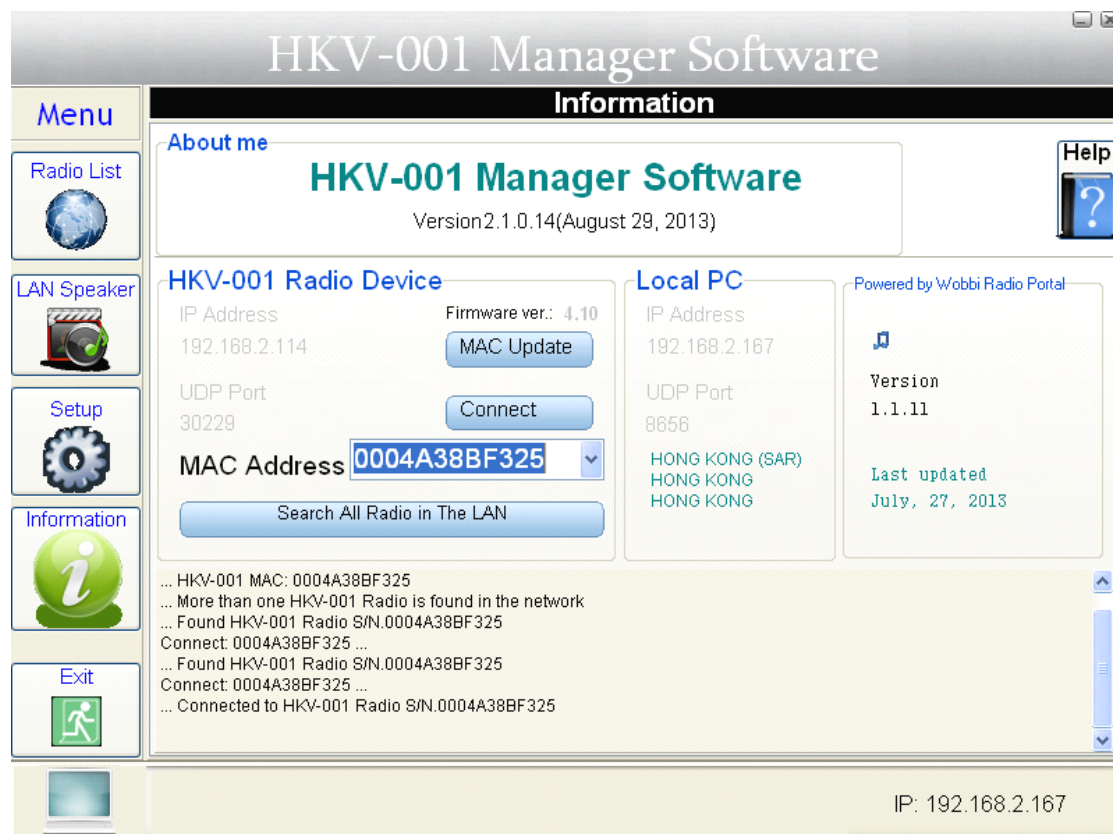 HKV-001 Manager Software
Menu
Information
Radio List
LAN Speaker
Setup
Information
Exit
About me
HKV-001 Manager Software
Version2.1.0.14(August 29, 2013)
Help
?
HKV-001 Radio Device
IP Address
Firmware ver.: 4.10
192.168.2.114
MAC Update
UDP Port
30229
Connect
MAC Address 0004A38BF325
Search All Radio in The LAN
Local PC
IP Address
192.168.2.167
UDP Port
8656
HONG KONG (SAR)
HONG KONG
HONG KONG
Powered by Wobbi Radio Portal
Version
1.1.11
Last updated
July, 27, 2013
... HKV-001 MAC: 0004A38BF325
... More than one HKV-001 Radio is found in the network
... Found HKV-001 Radio S/N.0004A38BF325
Connect: 0004A38BF325 ...
... Found HKV-001 Radio S/N.0004A38BF325
Connect: 0004A38BF325 ...
... Connected to HKV-001 Radio S/N.0004A38BF325
IP: 192.168.2.167